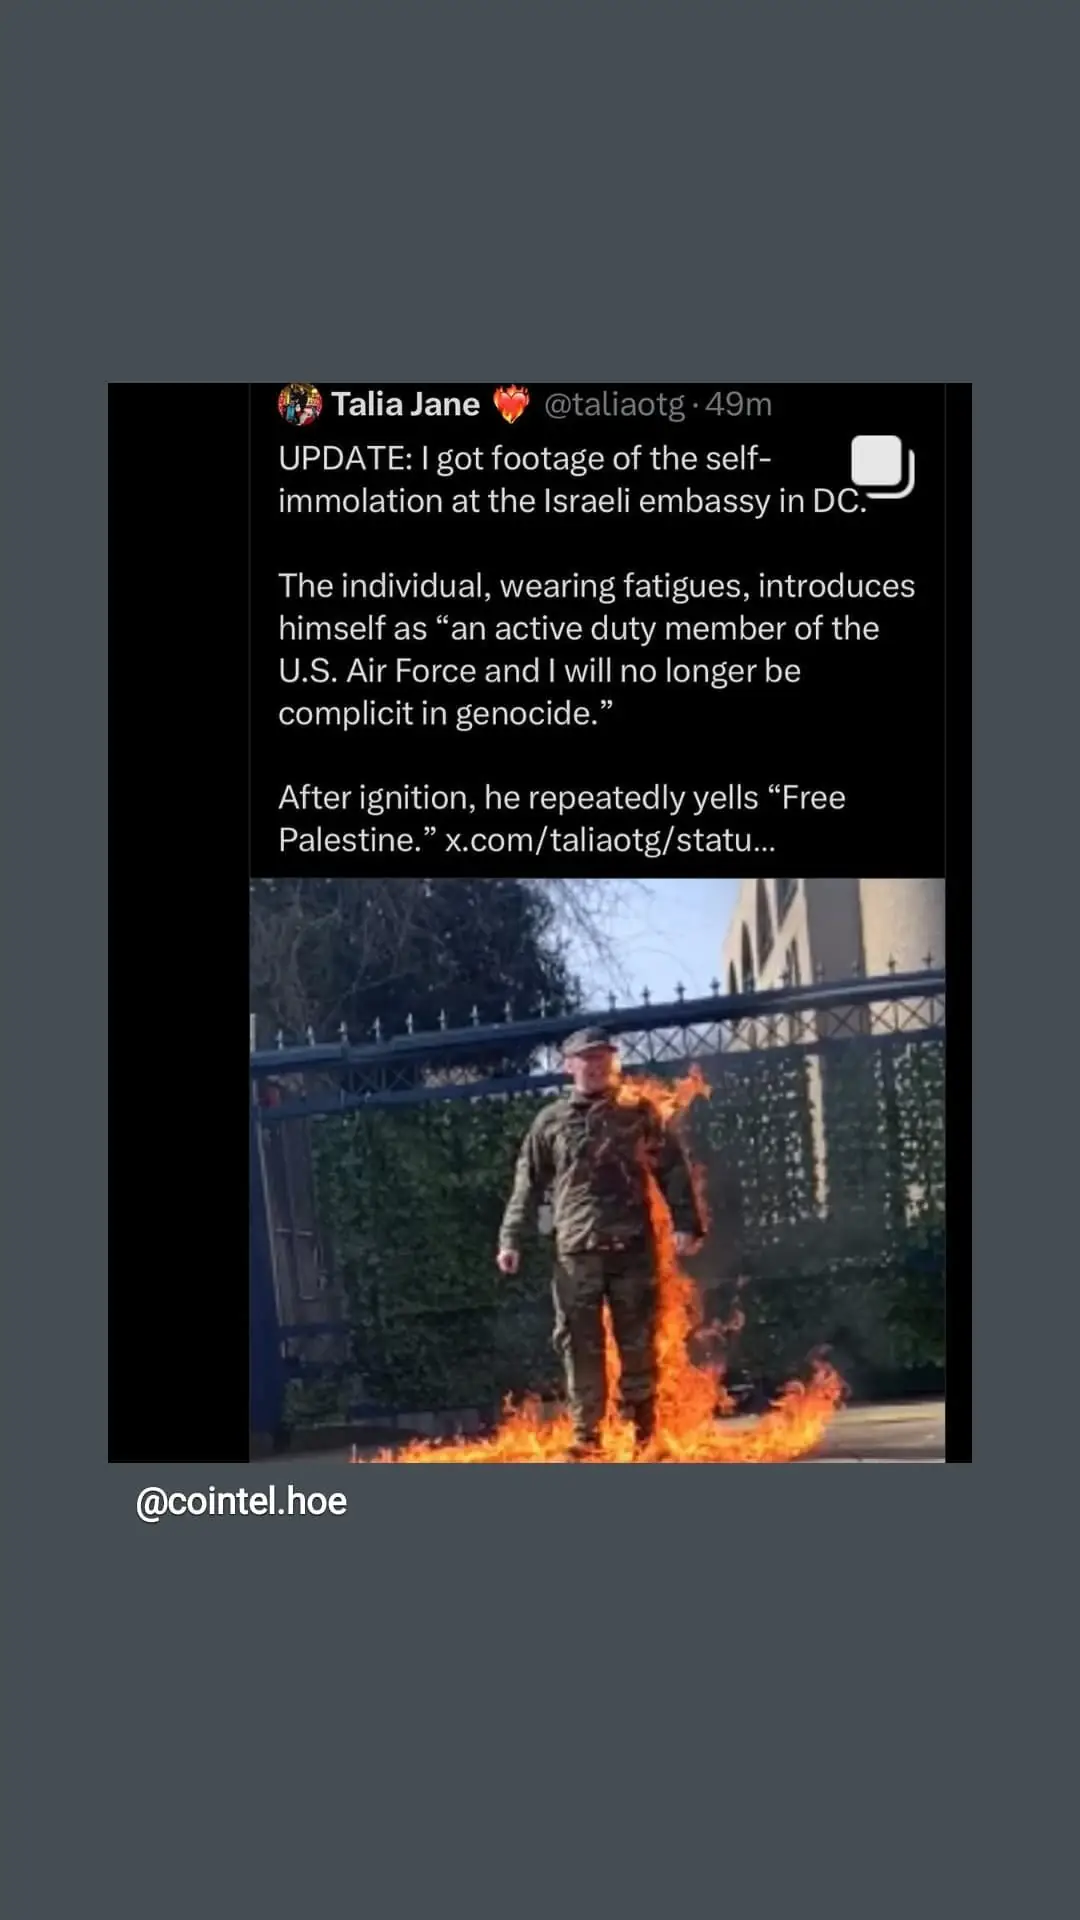 Talia Jane ❤️‍🔥 @taliaotg · 49m
UPDATE: I got footage of the self-
immolation at the Israeli embassy in DC.
The individual, wearing fatigues, introduces
himself as “an active duty member of the
U.S. Air Force and I will no longer be
complicit in genocide.”
After ignition, he repeatedly yells “Free
Palestine.” x.com/taliaotg/statu...
@cointel.hoe